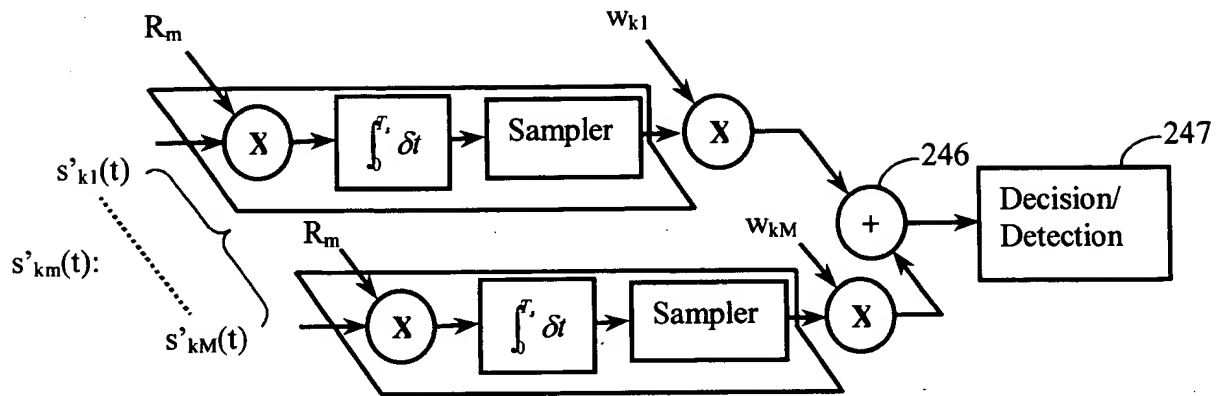 R_m
w_k1
X
∫_0^{T_s} δt
Sampler
X
246
247
s'_k1(t)
+
Decision/
Detection
R_m
w_kM
s'_km(t):
X
∫_0^{T_s} δt
Sampler
X
s'_kM(t)